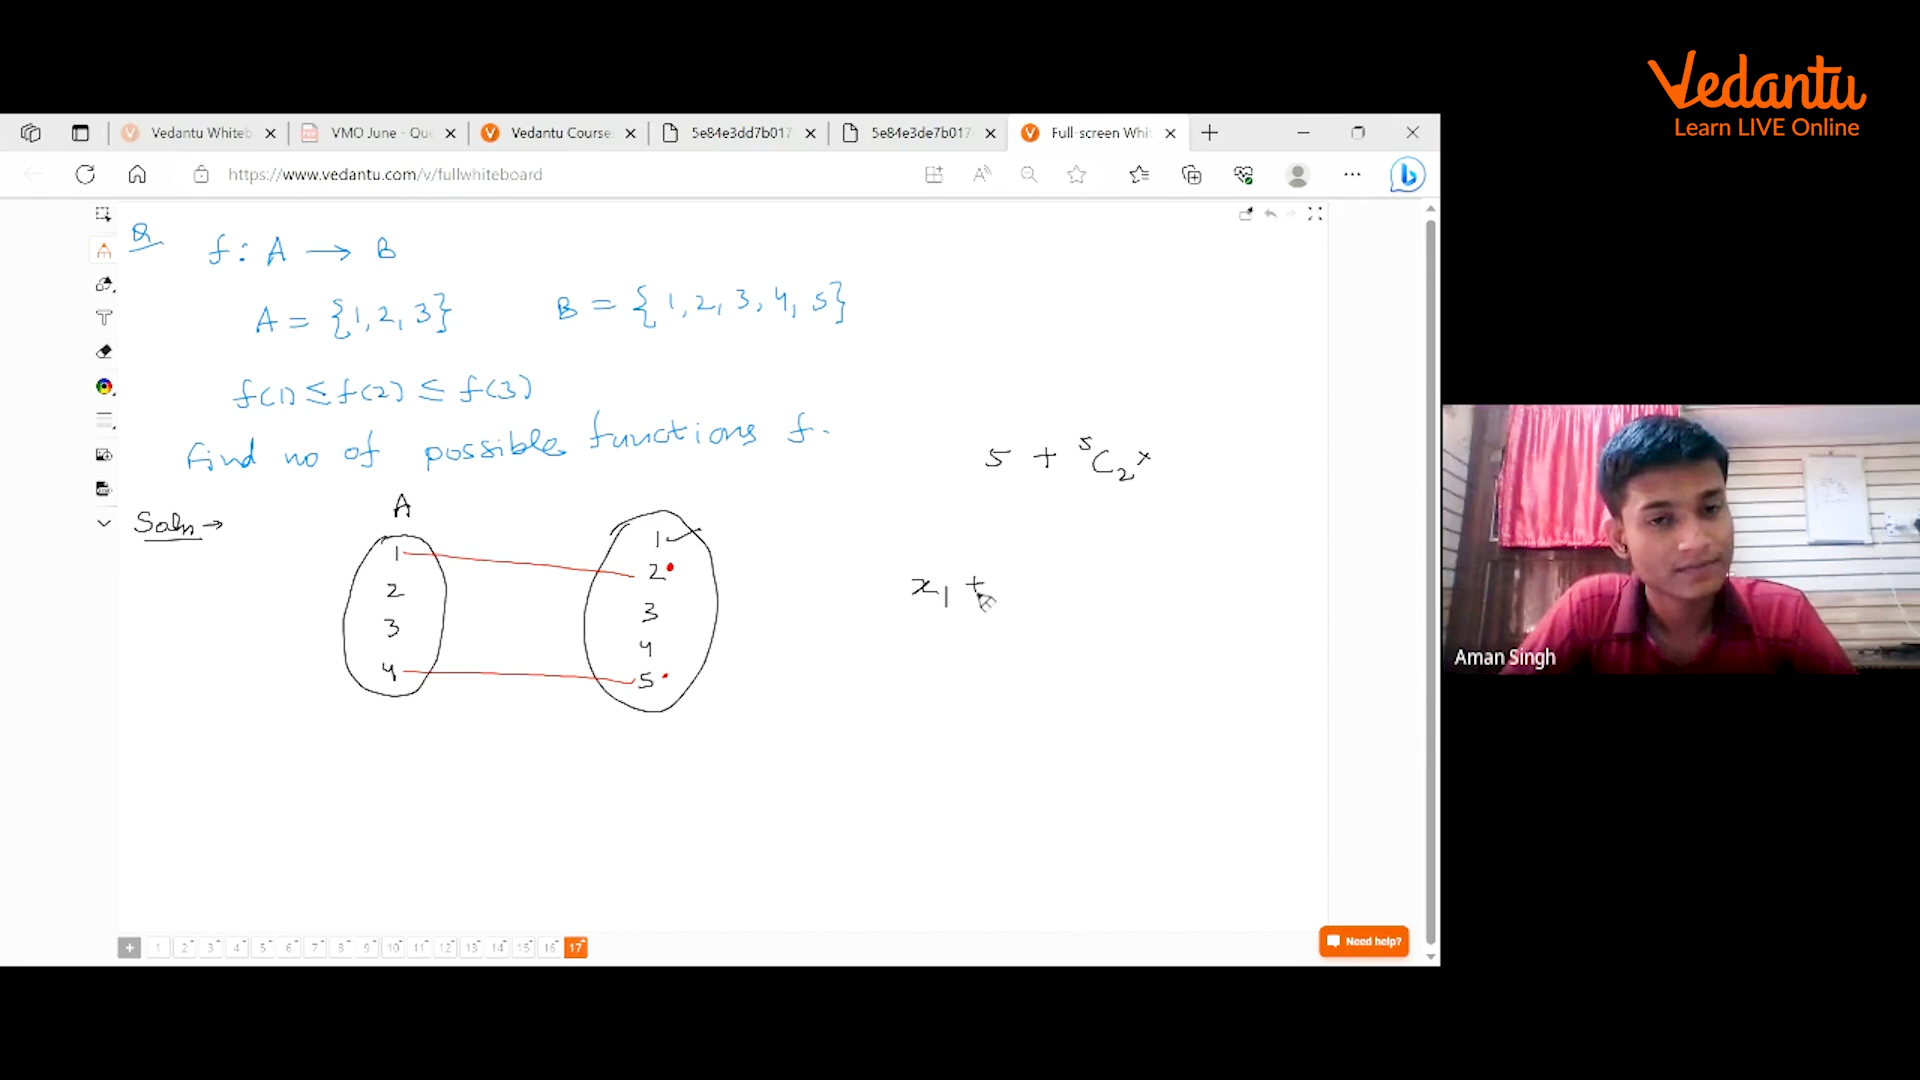 Vedantu
Learn LIVE Online
Vedantu Whiteb
VMO June - Que
Vedantu Course
5e84e3dd7b017
5e84e3de7b017
Full-screen Whi
https://www.vedantu.com/v/fullwhiteboard
Q
f : A → B
A = {1, 2, 3} B = {1, 2, 3, 4, 5}
f(1) ≤ f(2) ≤ f(3)
Find no of possible functions f.
5 + ⁵C₂ ×
Soln →
A
1
2
3
4
1
2
3
4
5
x₁ +
Aman Singh
1 2 3 4 5 6 7 8 9 10 11 12 13 14 15 16 17
Need help?